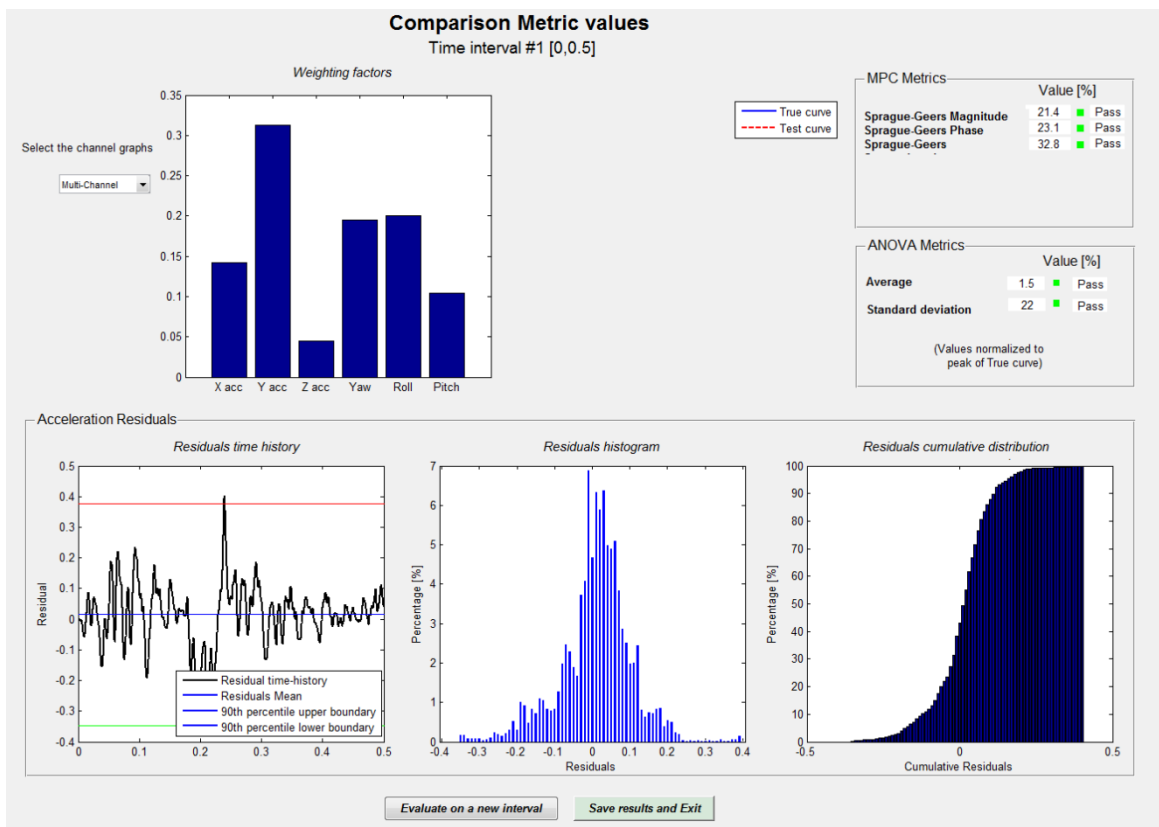 Comparison Metric values
Time interval #1 [0,0.5]
Weighting factors
Select the channel graphs
Multi-Channel
0.35
0.3
0.25
0.2
0.15
0.1
0.05
0
X acc Y acc Z acc Yaw Roll Pitch
True curve
Test curve
MPC Metrics
Value [%]
Sprague-Geers Magnitude 21.4 Pass
Sprague-Geers Phase 23.1 Pass
Sprague-Geers 32.8 Pass
ANOVA Metrics
Value [%]
Average 1.5 Pass
Standard deviation 22 Pass
(Values normalized to
peak of True curve)
Acceleration Residuals
Residuals time history
0.5
0.4
0.3
0.2
0.1
0
-0.1
-0.2
-0.3
-0.4
Residual
0 0.1 0.2 0.3 0.4 0.5
Residual time-history
Residuals Mean
90th percentile upper boundary
90th percentile lower boundary
Residuals histogram
7
6
5
4
3
2
1
0
Percentage [%]
-0.4 -0.3 -0.2 -0.1 0 0.1 0.2 0.3 0.4
Residuals
Residuals cumulative distribution
100
90
80
70
60
50
40
30
20
10
0
Percentage [%]
-0.5 0 0.5
Cumulative Residuals
Evaluate on a new interval
Save results and Exit